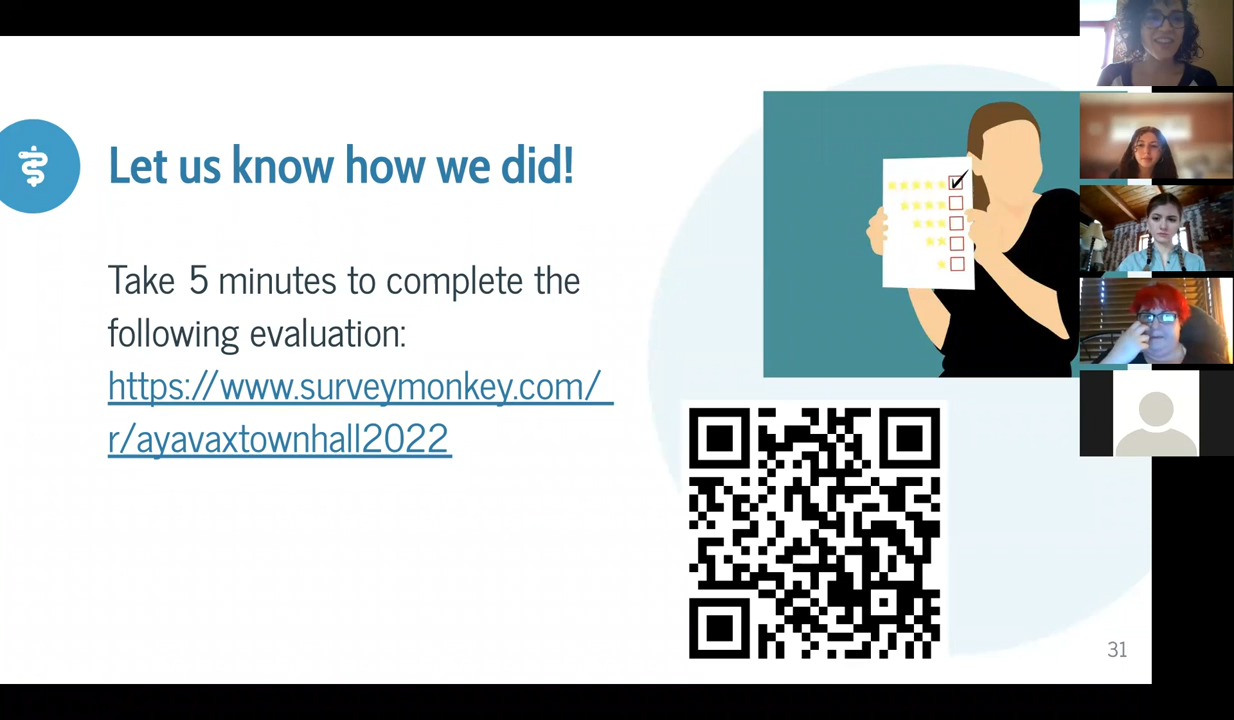 Let us know how we did!
Take 5 minutes to complete the
following evaluation:
https://www.surveymonkey.com/
r/ayavaxtownhall2022
31